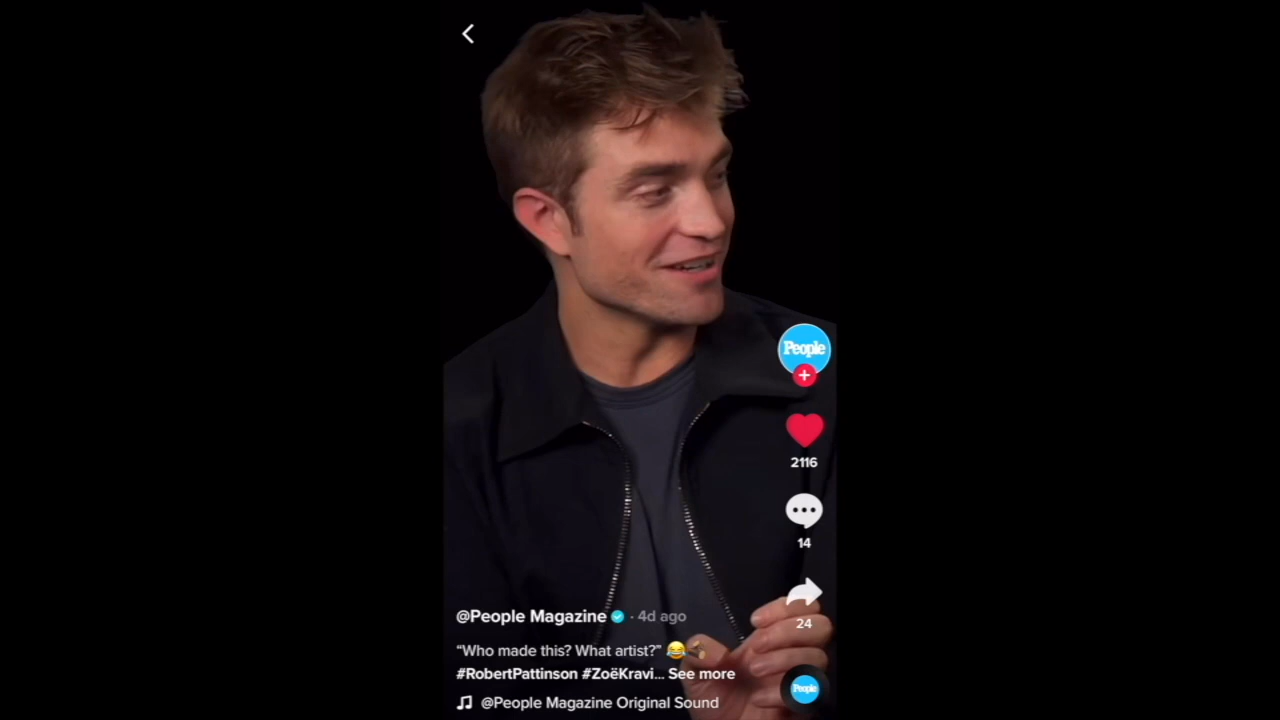 People
2116
14
24
@People Magazine · 4d ago
“Who made this? What artist?” 😂
#RobertPattinson #ZoëKravi... See more
@People Magazine Original Sound
People